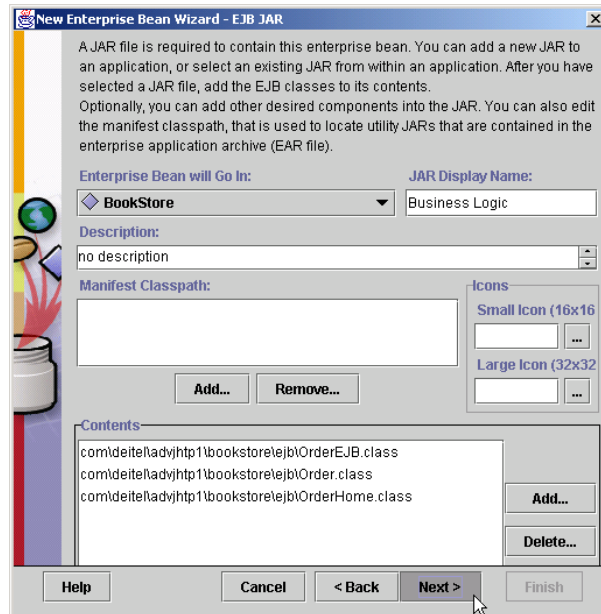 New Enterprise Bean Wizard - EJB JAR
A JAR file is required to contain this enterprise bean. You can add a new JAR to
an application, or select an existing JAR from within an application. After you have
selected a JAR file, add the EJB classes to its contents.
Optionally, you can add other desired components into the JAR. You can also edit
the manifest classpath, that is used to locate utility JARs that are contained in the
enterprise application archive (EAR file).
Enterprise Bean will Go In: JAR Display Name:
BookStore Business Logic
Description:
no description
Manifest Classpath: Icons
Small Icon (16x16
...
Large Icon (32x32
...
Add... Remove...
Contents
com\deitel\advjhtp1\bookstore\ejb\OrderEJB.class
com\deitel\advjhtp1\bookstore\ejb\Order.class
com\deitel\advjhtp1\bookstore\ejb\OrderHome.class
Add...
Delete...
Help Cancel < Back Next > Finish